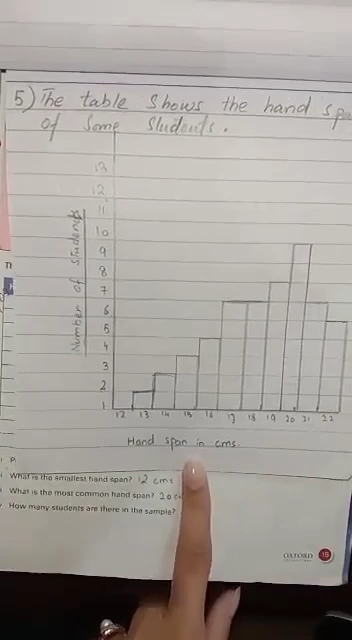 5) The table shows the hand
of some students.
13
12
11
10
9
8
7
6
5
4
3
2
1
Number of students
12 13 14 15 16 17 18 19 20 21 22
Hand span in cms.
What is the smallest hand span? 12 cms
What is the most common hand span? 20
How many students are there in the sample?
OXFORD 15